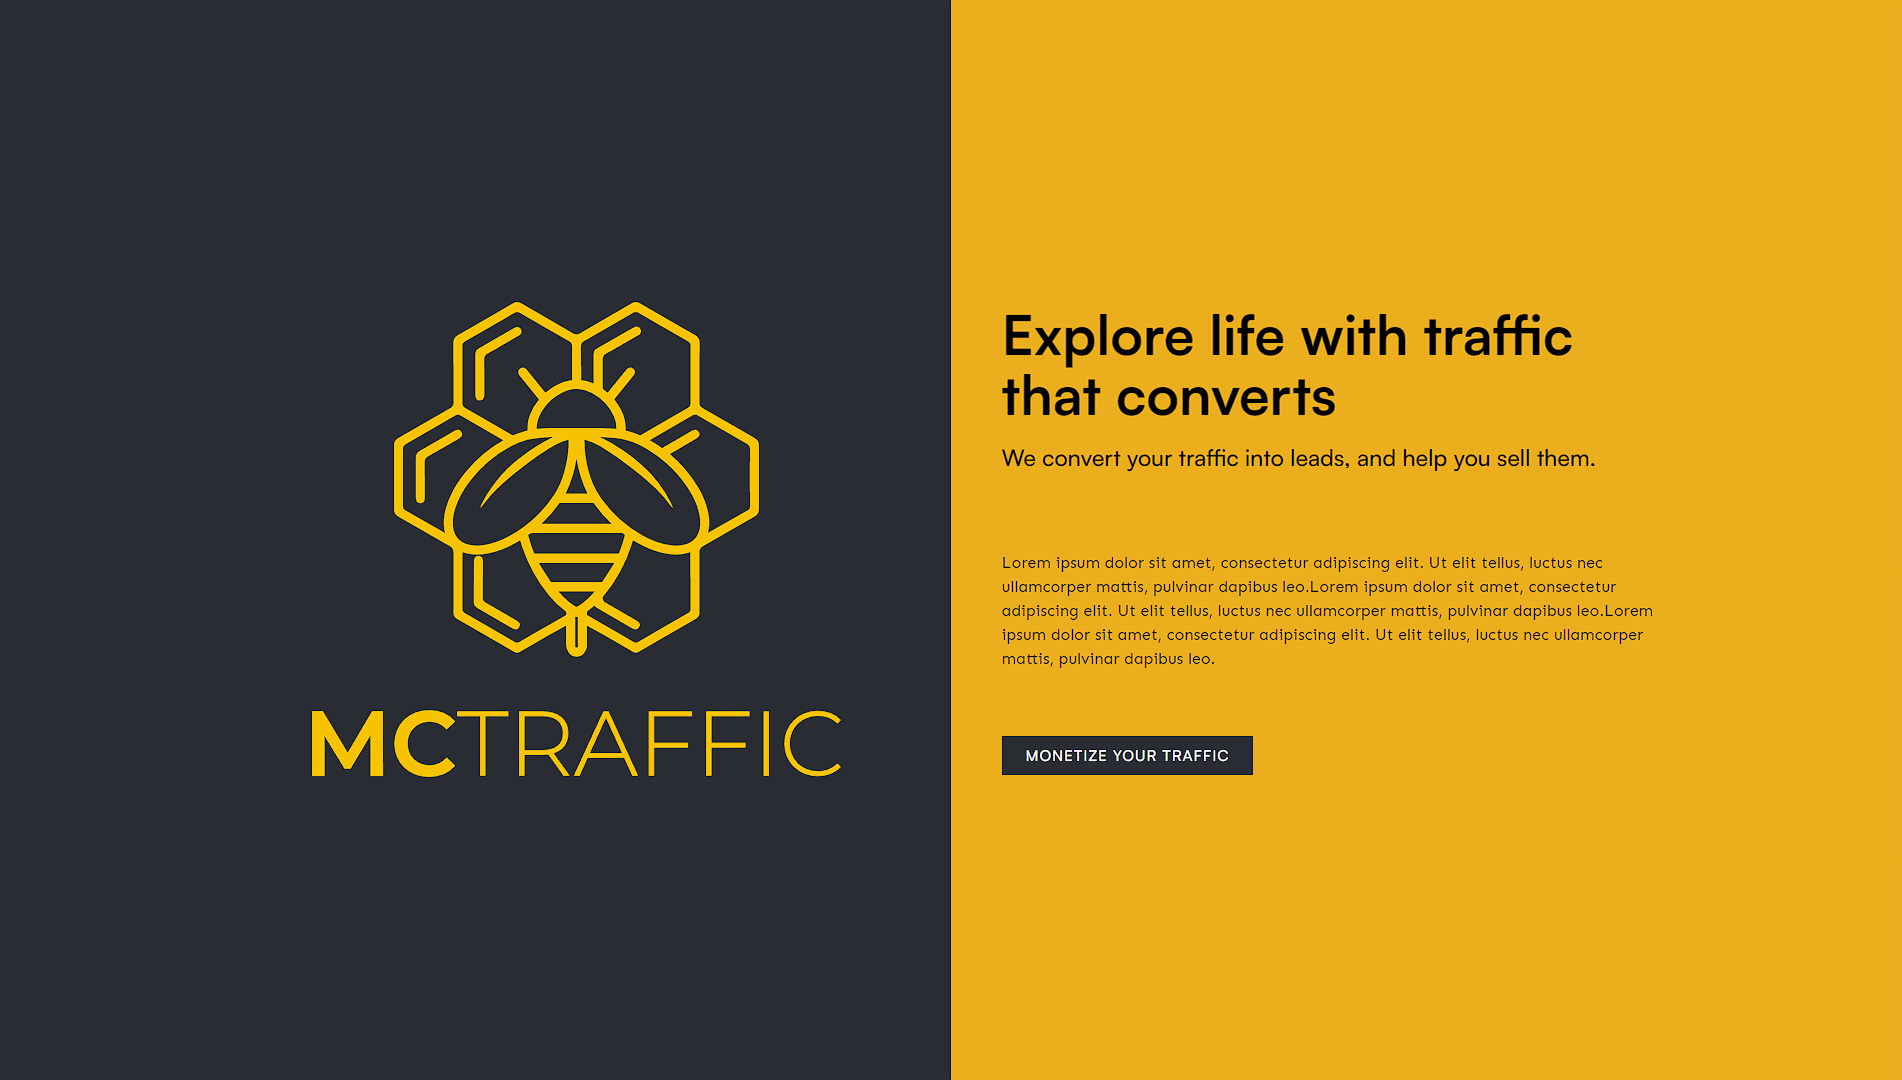 MCTRAFFIC
Explore life with traffic
that converts
We convert your traffic into leads, and help you sell them.
Lorem ipsum dolor sit amet, consectetur adipiscing elit. Ut elit tellus, luctus nec
ullamcorper mattis, pulvinar dapibus leo.Lorem ipsum dolor sit amet, consectetur
adipiscing elit. Ut elit tellus, luctus nec ullamcorper mattis, pulvinar dapibus leo.Lorem
ipsum dolor sit amet, consectetur adipiscing elit. Ut elit tellus, luctus nec ullamcorper
mattis, pulvinar dapibus leo.
MONETIZE YOUR TRAFFIC